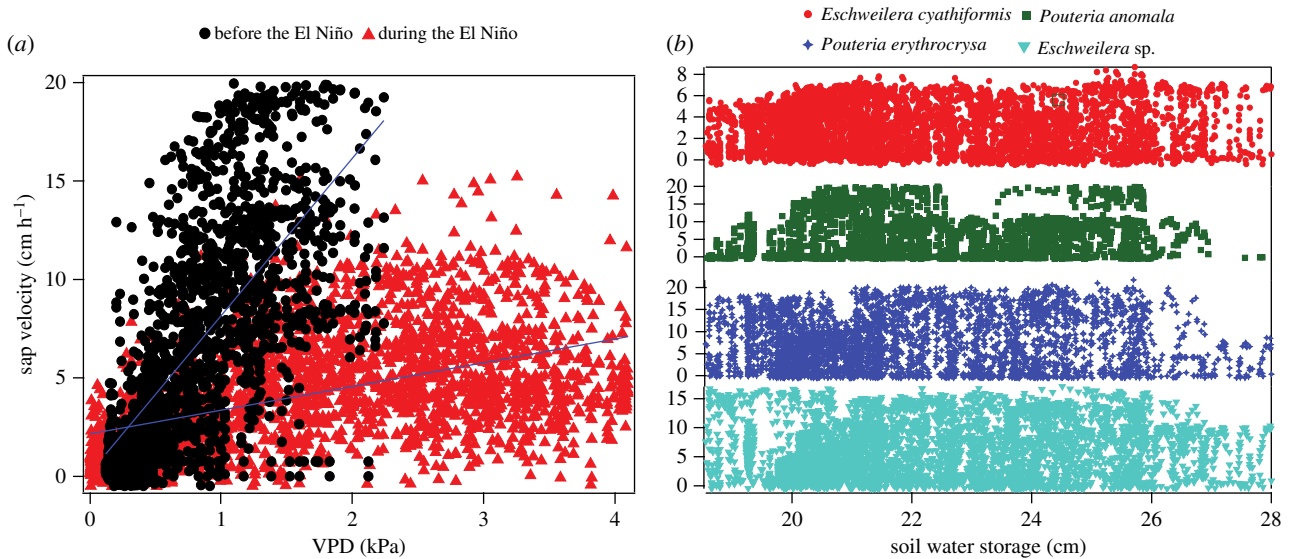 (a)
before the El Niño during the El Niño
20
15
10
5
0
sap velocity (cm h⁻¹)
0 1 2 3 4
VPD (kPa)
(b)
Eschweilera cyathiformis Pouteria anomala
Pouteria erythrocrysa Eschweilera sp.
8
6
4
2
0
20
15
10
5
0
20
15
10
5
0
15
10
5
0
20 22 24 26 28
soil water storage (cm)